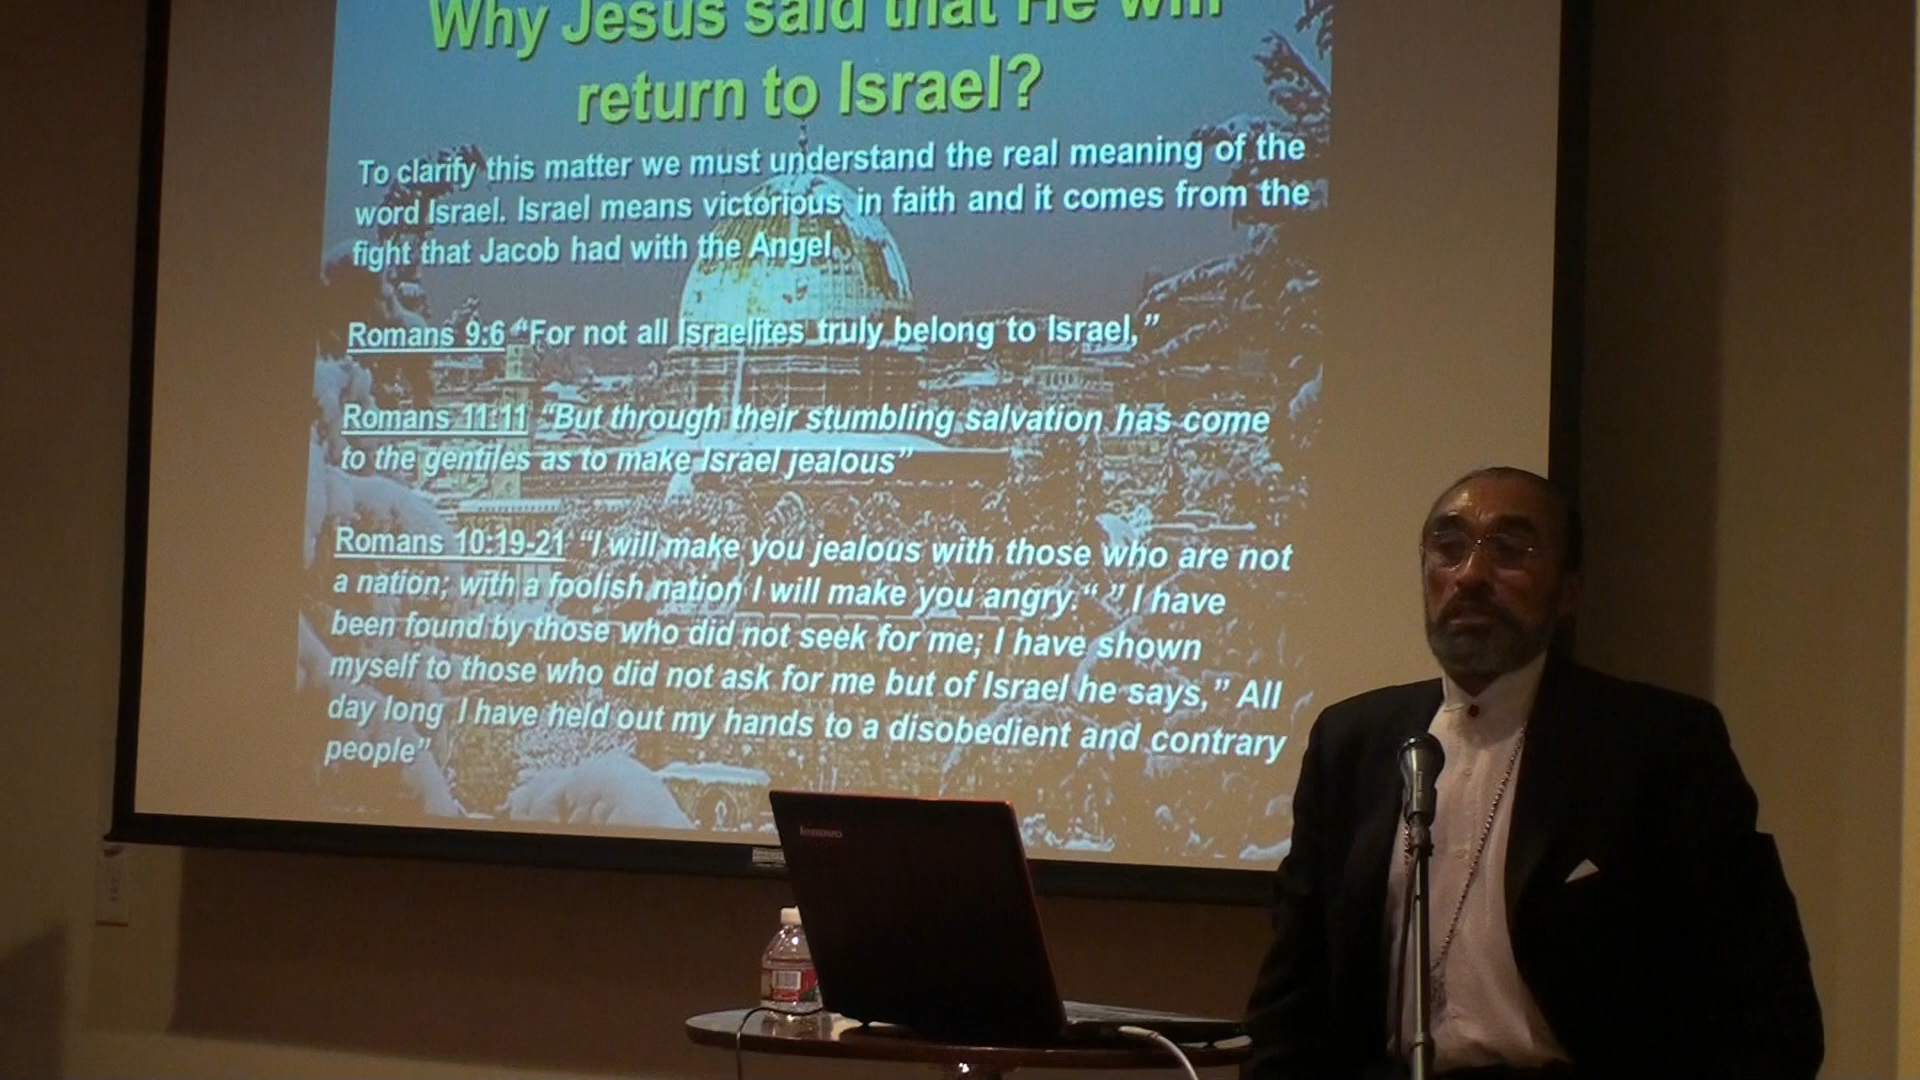 Why Jesus said that He will
return to Israel?
To clarify this matter we must understand the real meaning of the
word Israel. Israel means victorious in faith and it comes from the
fight that Jacob had with the Angel.
Romans 9:6 “For not all Israelites truly belong to Israel,”
Romans 11:11 “But through their stumbling salvation has come
to the gentiles as to make Israel jealous”
Romans 10:19-21 “I will make you jealous with those who are not
a nation; with a foolish nation I will make you angry.“ ” I have
been found by those who did not seek for me; I have shown
myself to those who did not ask for me but of Israel he says,” All
day long I have held out my hands to a disobedient and contrary
people”
lenovo